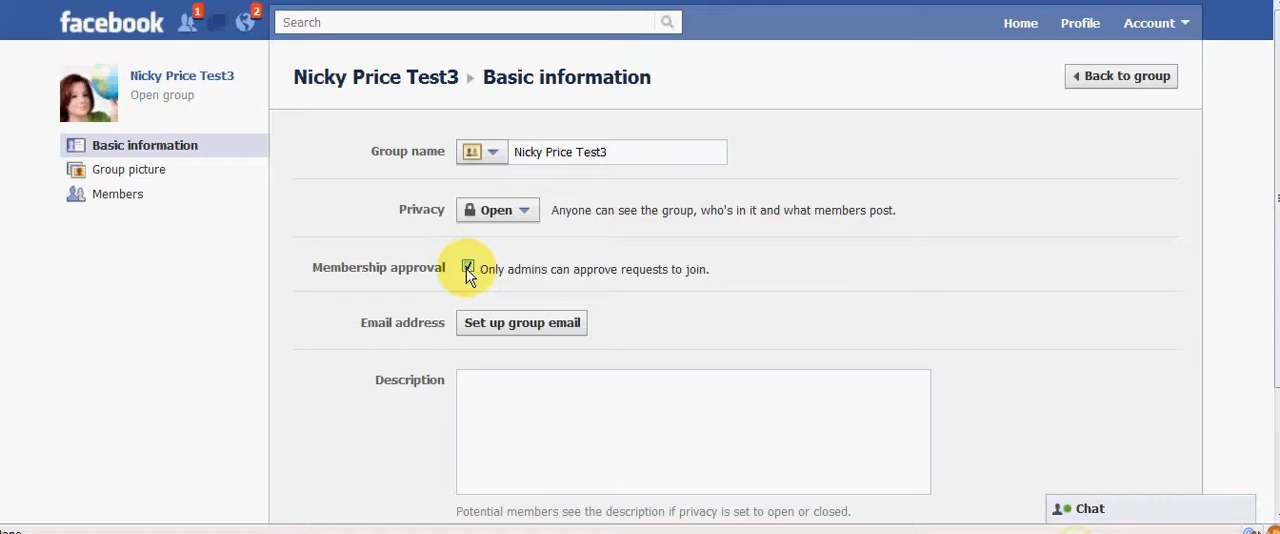 facebook
1
2
Search
Home
Profile
Account
Nicky Price Test3
Open group
Basic information
Group picture
Members
Nicky Price Test3 Basic information
Back to group
Group name
Nicky Price Test3
Privacy
Open
Anyone can see the group, who's in it and what members post.
Membership approval
Only admins can approve requests to join.
Email address
Set up group email
Description
Potential members see the description if privacy is set to open or closed.
Chat